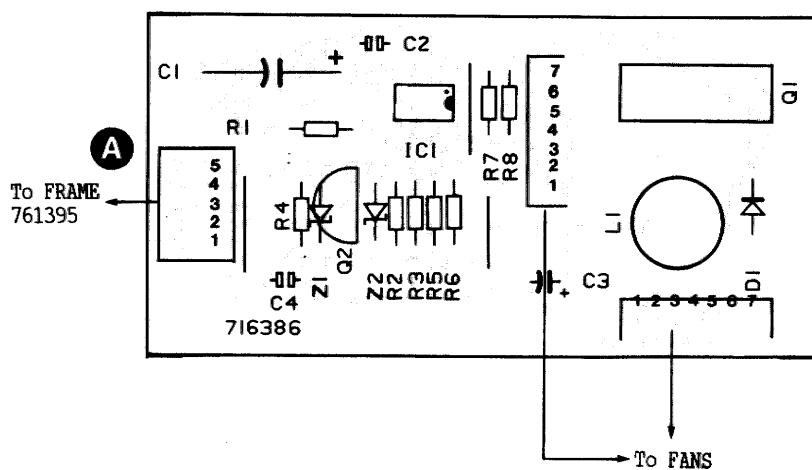 C1
+
C2
7
6
5
4
3
2
1
Q1
A
R1
IC1
R7
R8
To FRAME
761395
5
4
3
2
1
R4
Z1
Q2
Z2
R2
R3
R5
R6
L1
D1
C4
C3
+
716386
1 2 3 4 5 6 7
To FANS